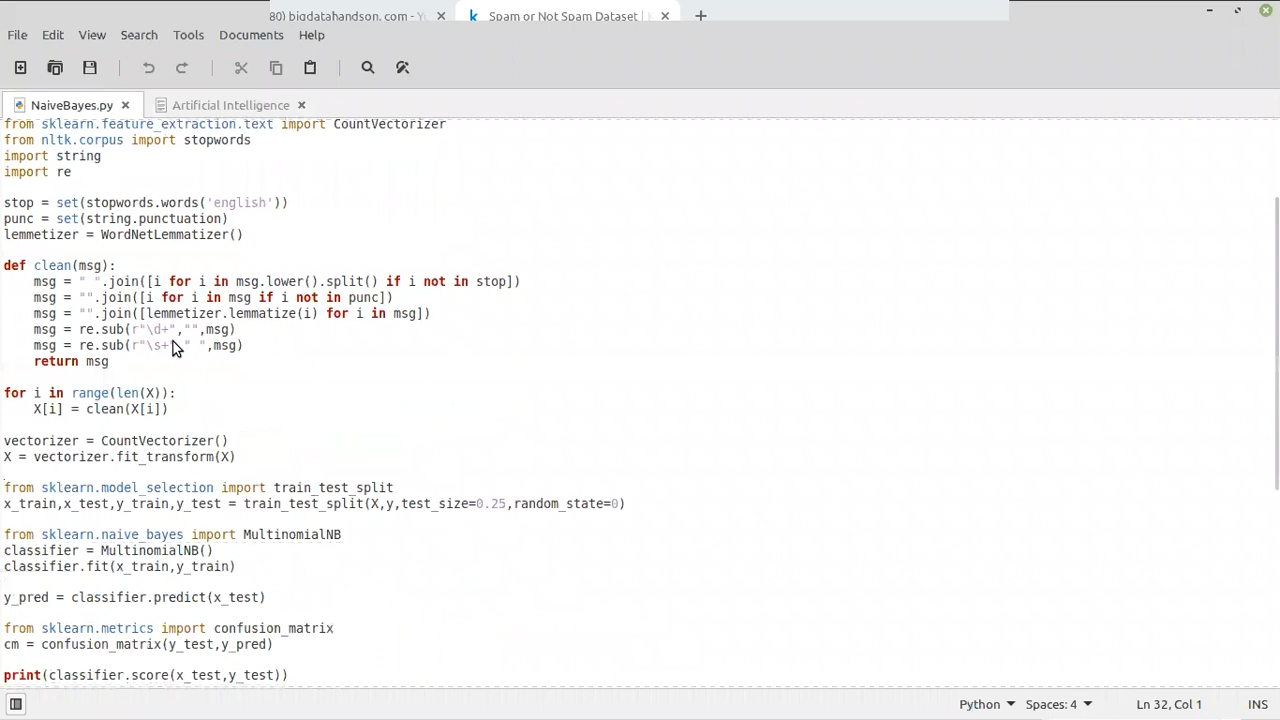 80) bigdatahandson. com - Y
Spam or Not Spam Dataset |
File Edit View Search Tools Documents Help
NaiveBayes.py Artificial Intelligence
from sklearn.feature_extraction.text import CountVectorizer
from nltk.corpus import stopwords
import string
import re
stop = set(stopwords.words('english'))
punc = set(string.punctuation)
lemmetizer = WordNetLemmatizer()
def clean(msg):
msg = " ".join([i for i in msg.lower().split() if i not in stop])
msg = "".join([i for i in msg if i not in punc])
msg = "".join([lemmetizer.lemmatize(i) for i in msg])
msg = re.sub(r"\d+","",msg)
msg = re.sub(r"\s+"," ",msg)
return msg
for i in range(len(X)):
X[i] = clean(X[i])
vectorizer = CountVectorizer()
X = vectorizer.fit_transform(X)
from sklearn.model_selection import train_test_split
x_train,x_test,y_train,y_test = train_test_split(X,y,test_size=0.25,random_state=0)
from sklearn.naive_bayes import MultinomialNB
classifier = MultinomialNB()
classifier.fit(x_train,y_train)
y_pred = classifier.predict(x_test)
from sklearn.metrics import confusion_matrix
cm = confusion_matrix(y_test,y_pred)
print(classifier.score(x_test,y_test))
Python Spaces: 4 Ln 32, Col 1 INS